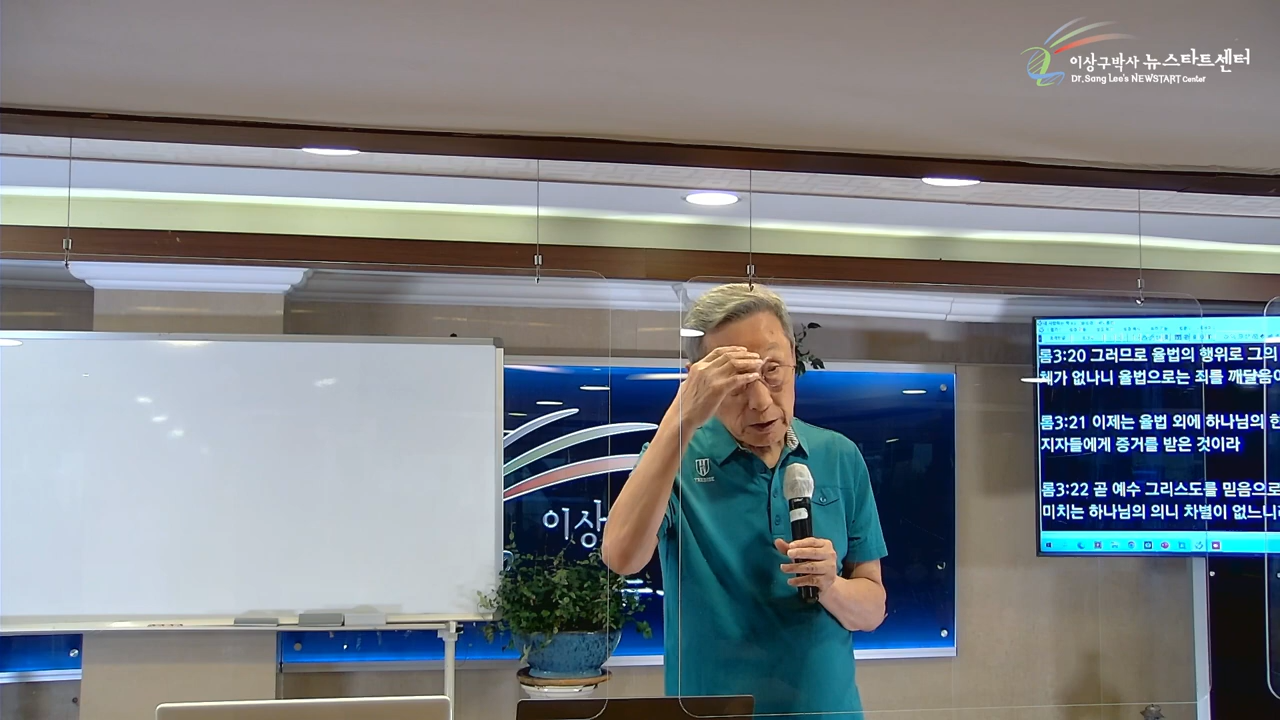 이상구박사 뉴스타트센터
Dr. Sang Lee's NEWSTART Center
이상
롬3:20 그러므로 율법의 행위로 그의
체가 없나니 율법으로는 죄를 깨달음이
롬3:21 이제는 율법 외에 하나님의 한
지자들에게 증거를 받은 것이라
롬3:22 곧 예수 그리스도를 믿음으로
미치는 하나님의 의니 차별이 없느니라